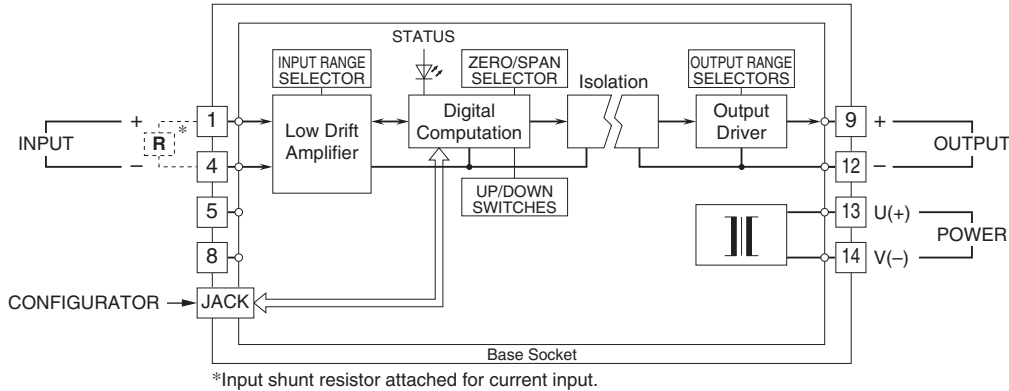 STATUS
INPUT RANGE
SELECTOR
ZERO/SPAN
SELECTOR
Isolation
OUTPUT RANGE
SELECTORS
INPUT
+
–
R
*
1
4
5
8
Low Drift
Amplifier
Digital
Computation
UP/DOWN
SWITCHES
Output
Driver
9
+
12
–
OUTPUT
13
U(+)
14
V(–)
POWER
CONFIGURATOR
JACK
Base Socket
*Input shunt resistor attached for current input.